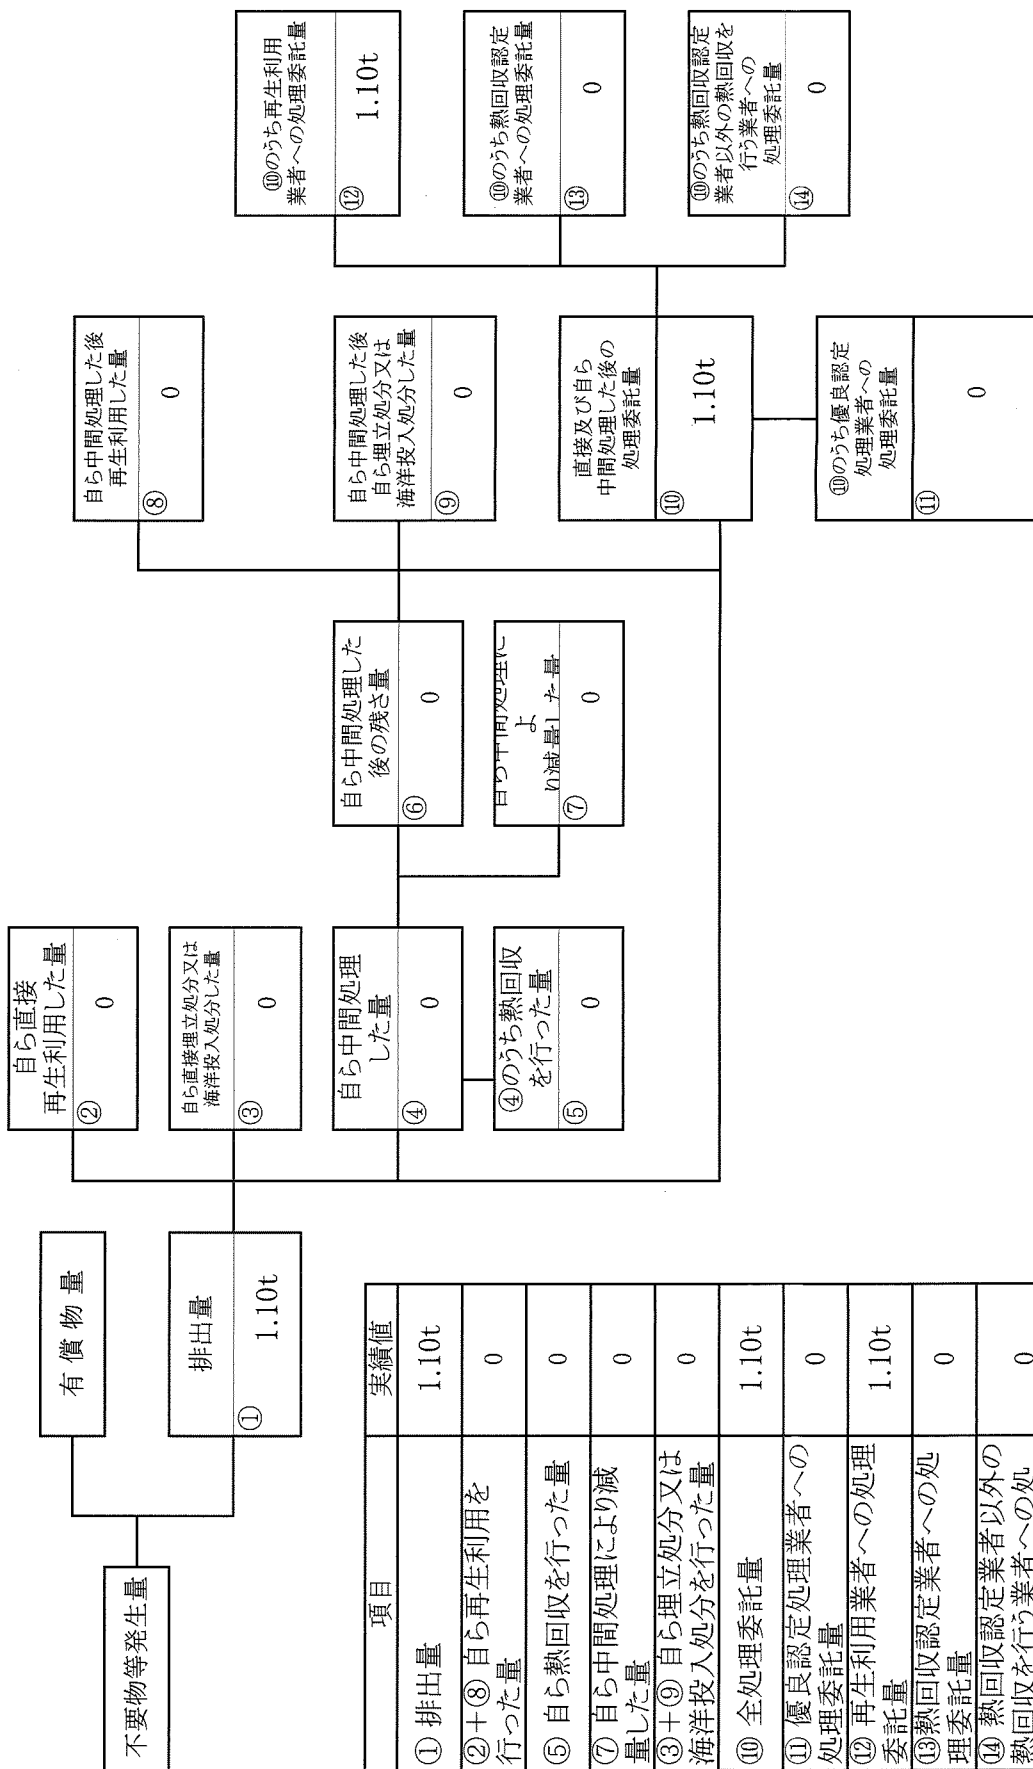 不要物等発生量
有償物量
排出量
①
1.10t
自ら直接
再生利用した量
②
0
自ら直接埋立処分又は
海洋投入処分した量
③
0
自ら中間処理
した量
④
0
④のうち熱回収
を行った量
⑤
0
自ら中間処理した
後の残さ量
⑥
0
自ら中間処理に
よ
り減量した量
⑦
0
自ら中間処理した後
再生利用した量
⑧
0
自ら中間処理した後
自ら埋立処分又は
海洋投入処分した量
⑨
0
直接及び自ら
中間処理した後の
処理委託量
⑩
1.10t
⑩のうち優良認定
処理業者への
処理委託量
⑪
0
⑩のうち再生利用
業者への処理委託量
⑫
1.10t
⑩のうち熱回収認定
業者への処理委託量
⑬
0
⑩のうち熱回収認定
業者以外の熱回収を
行う業者への
処理委託量
⑭
0
項目 実績値
① 排出量 1.10t
②+⑧ 自ら再生利用を
行った量 0
⑤ 自ら熱回収を行った量 0
⑦ 自ら中間処理により減
量した量 0
③+⑨ 自ら埋立処分又は
海洋投入処分を行った量 0
⑩ 全処理委託量 1.10t
⑪ 優良認定処理業者への
処理委託量 0
⑫ 再生利用業者への処理
委託量 1.10t
⑬熱回収認定業者への処
理委託量 0
⑭ 熱回収認定業者以外の
熱回収を行う業者への処 0